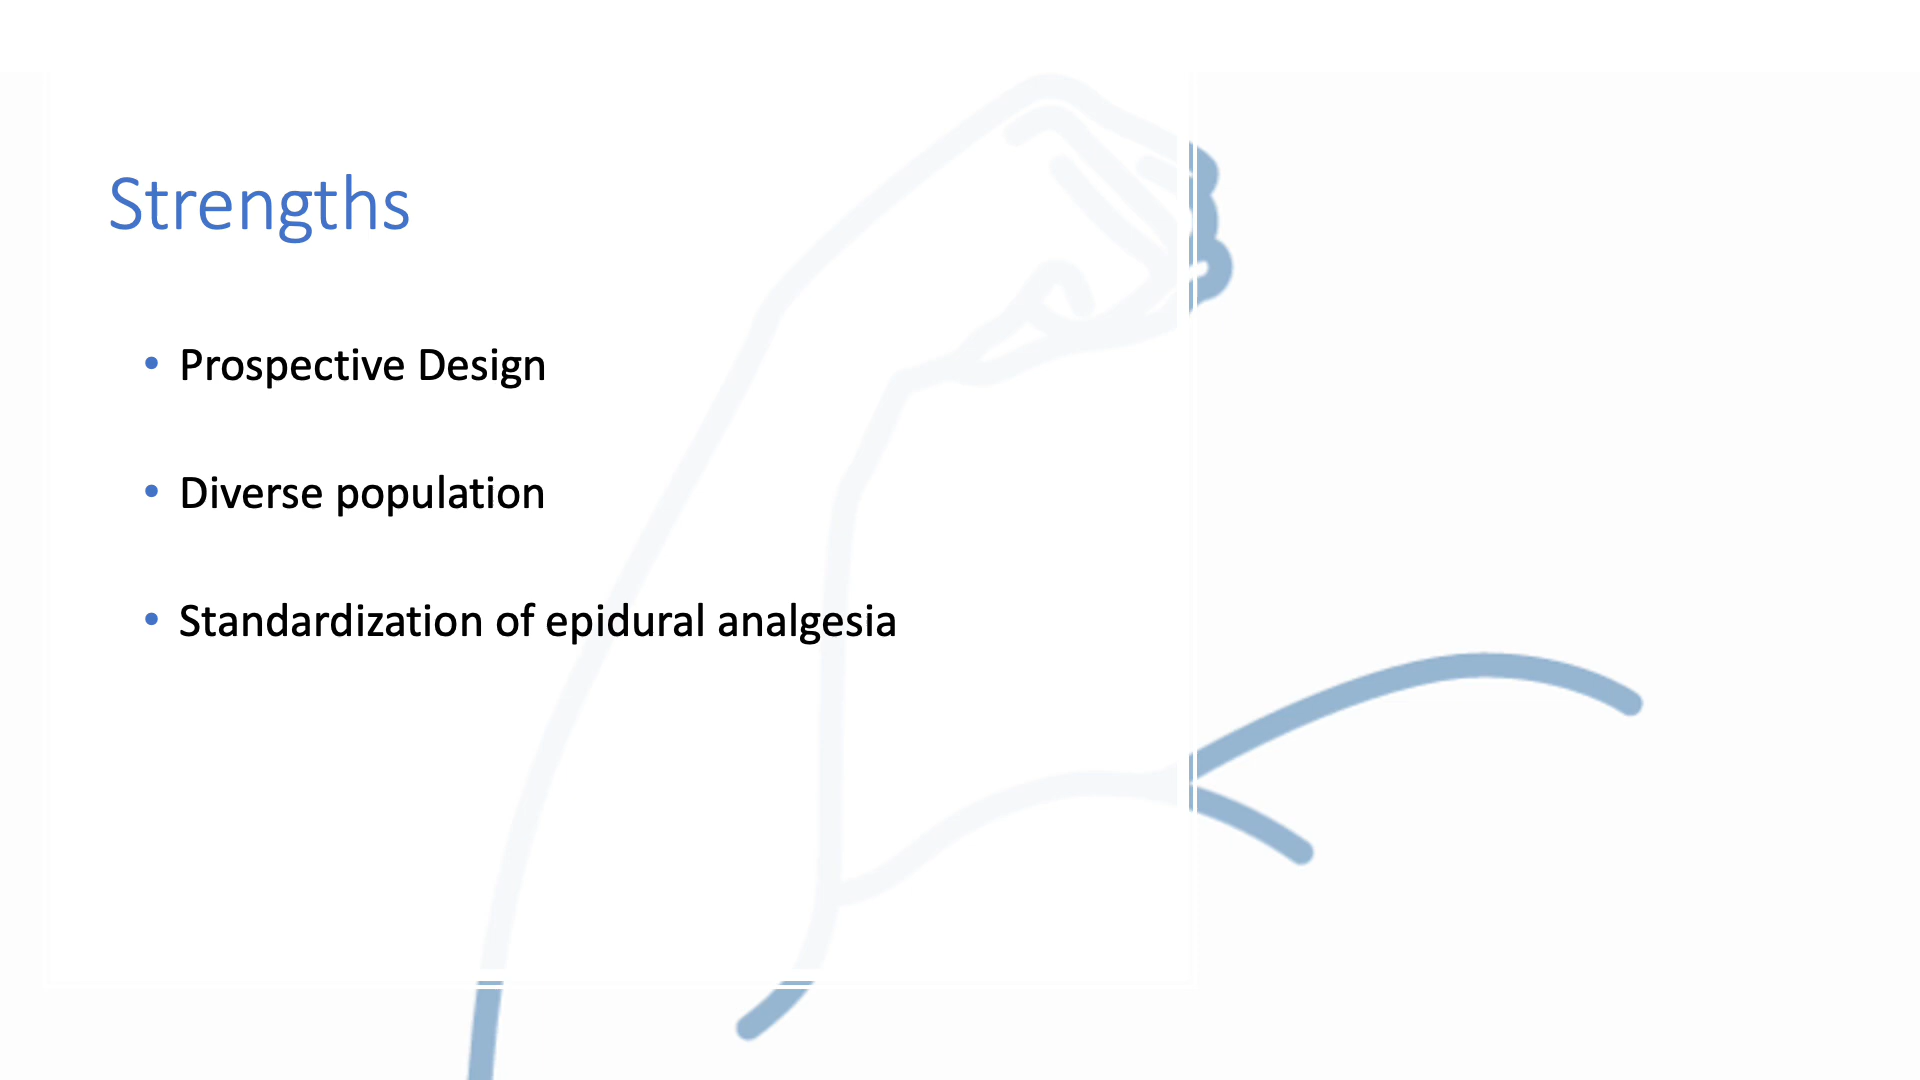 Strengths
• Prospective Design
• Diverse population
• Standardization of epidural analgesia